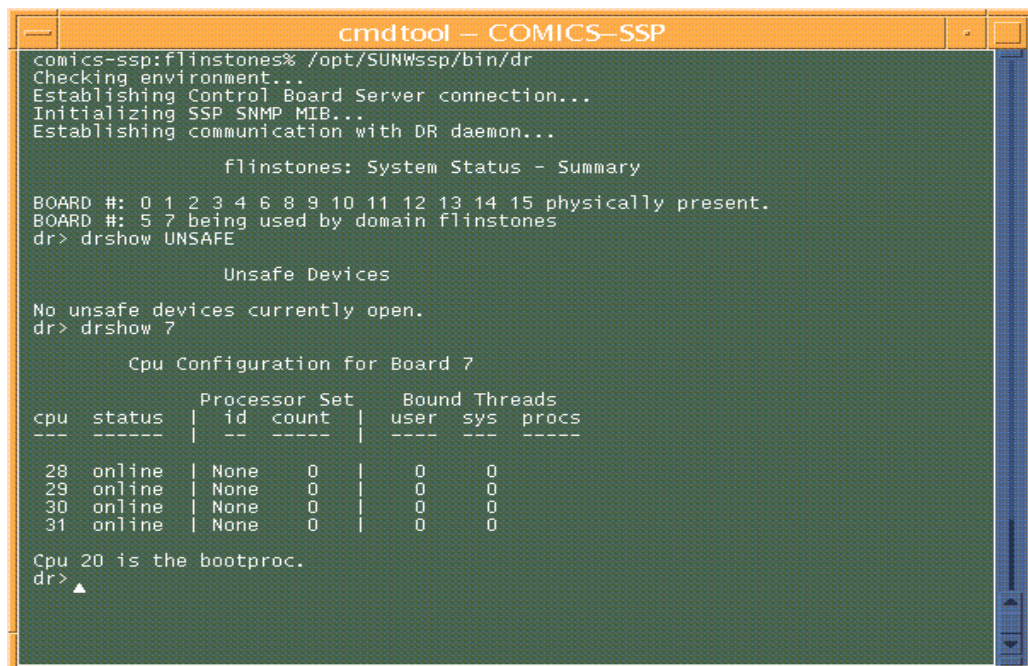 cmdtool – COMICS–SSP
comics-ssp:flinstones% /opt/SUNWssp/bin/dr
Checking environment...
Establishing Control Board Server connection...
Initializing SSP SNMP MIB...
Establishing communication with DR daemon...
flinstones: System Status - Summary
BOARD #: 0 1 2 3 4 6 8 9 10 11 12 13 14 15 physically present.
BOARD #: 5 7 being used by domain flinstones
dr> drshow UNSAFE
Unsafe Devices
No unsafe devices currently open.
dr> drshow 7
Cpu Configuration for Board 7
Processor Set Bound Threads
cpu status | id count | user sys procs
--- ------ | -- ----- | ---- --- -----
28 online | None 0 | 0 0
29 online | None 0 | 0 0
30 online | None 0 | 0 0
31 online | None 0 | 0 0
Cpu 20 is the bootproc.
dr>